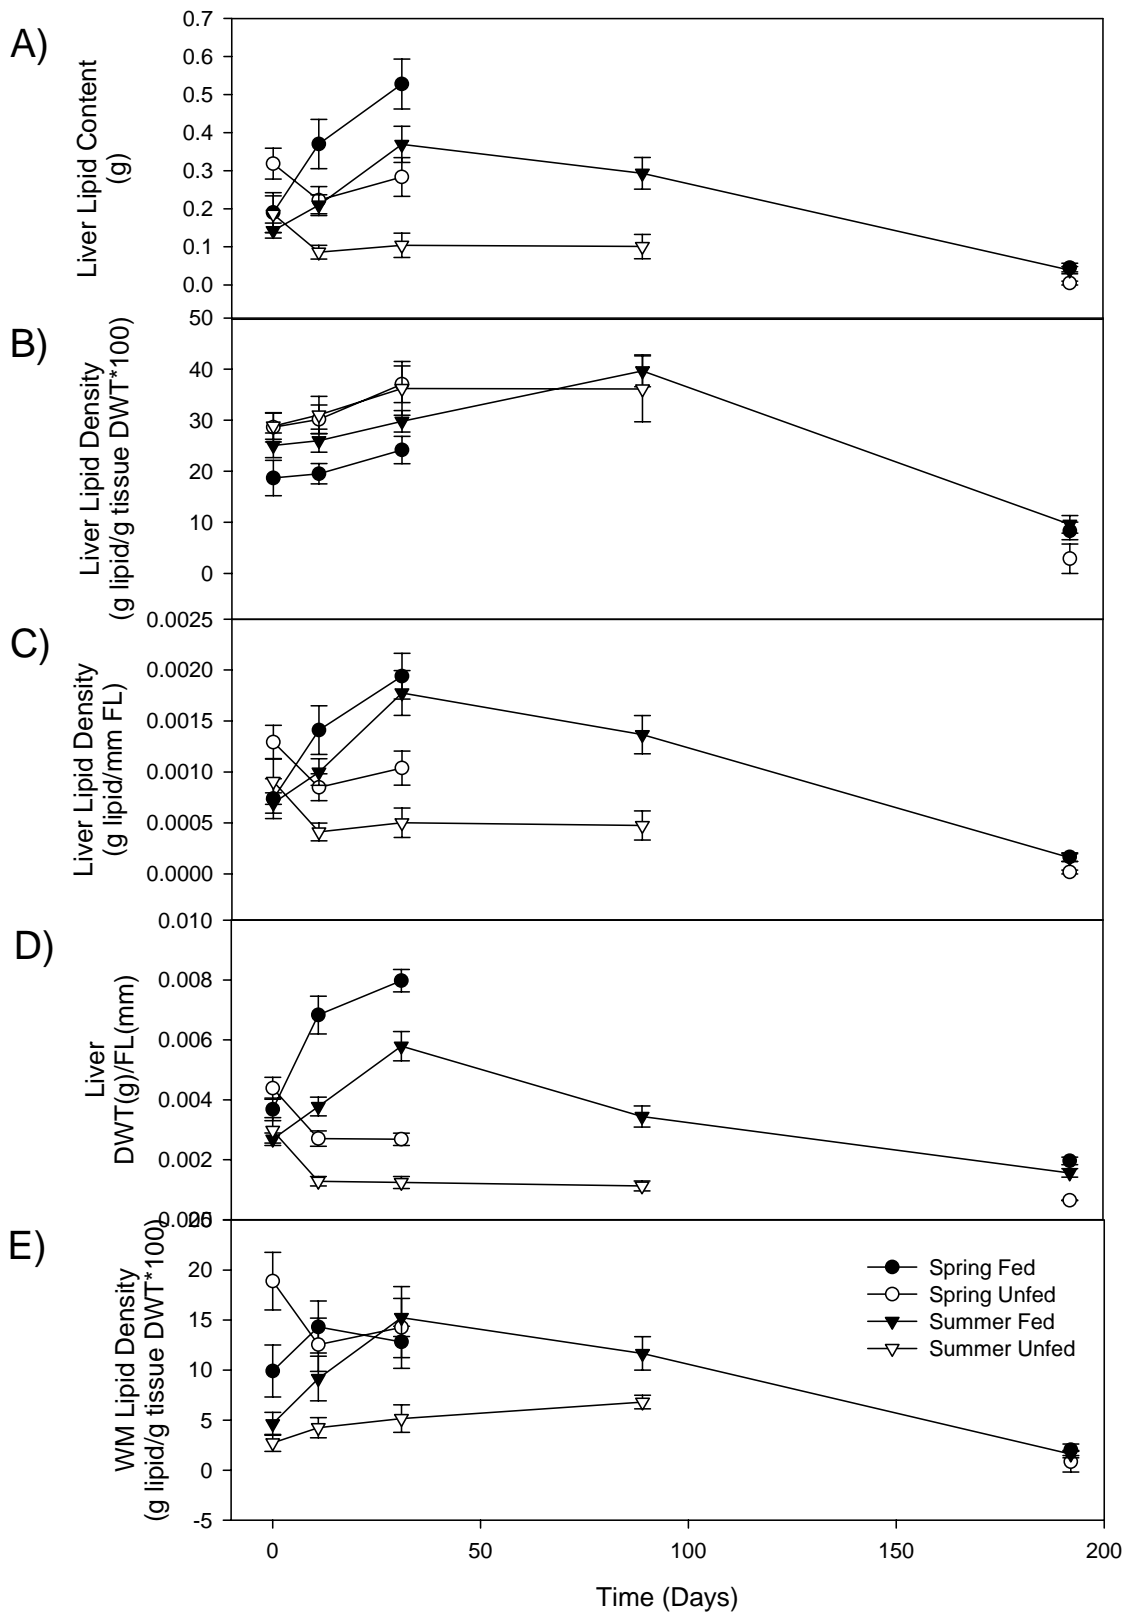 A)
Liver Lipid Content
(g)
0.7
0.6
0.5
0.4
0.3
0.2
0.1
0.0
B)
Liver Lipid Density
(g lipid/g tissue DWT*100)
50
40
30
20
10
0
C)
Liver Lipid Density
(g lipid/mm FL)
0.0025
0.0020
0.0015
0.0010
0.0005
0.0000
D)
Liver
DWT(g)/FL(mm)
0.010
0.008
0.006
0.004
0.002
0.000
E)
WM Lipid Density
(g lipid/g tissue DWT*100)
25
20
15
10
5
0
-5
Spring Fed
Spring Unfed
Summer Fed
Summer Unfed
0 50 100 150 200
Time (Days)